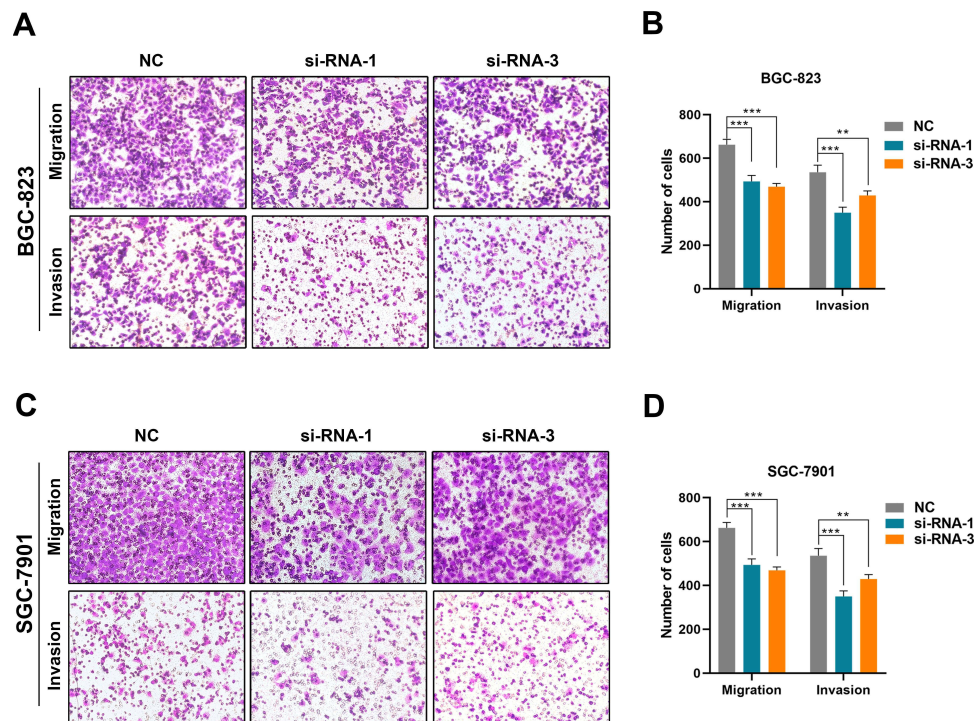 A
NC
si-RNA-1
si-RNA-3
BGC-823
Migration
Invasion
B
BGC-823
Number of cells
800
600
400
200
0
***
***
**
***
Migration
Invasion
NC
si-RNA-1
si-RNA-3
C
NC
si-RNA-1
si-RNA-3
SGC-7901
Migration
Invasion
D
SGC-7901
Number of cells
800
600
400
200
0
***
***
**
***
Migration
Invasion
NC
si-RNA-1
si-RNA-3